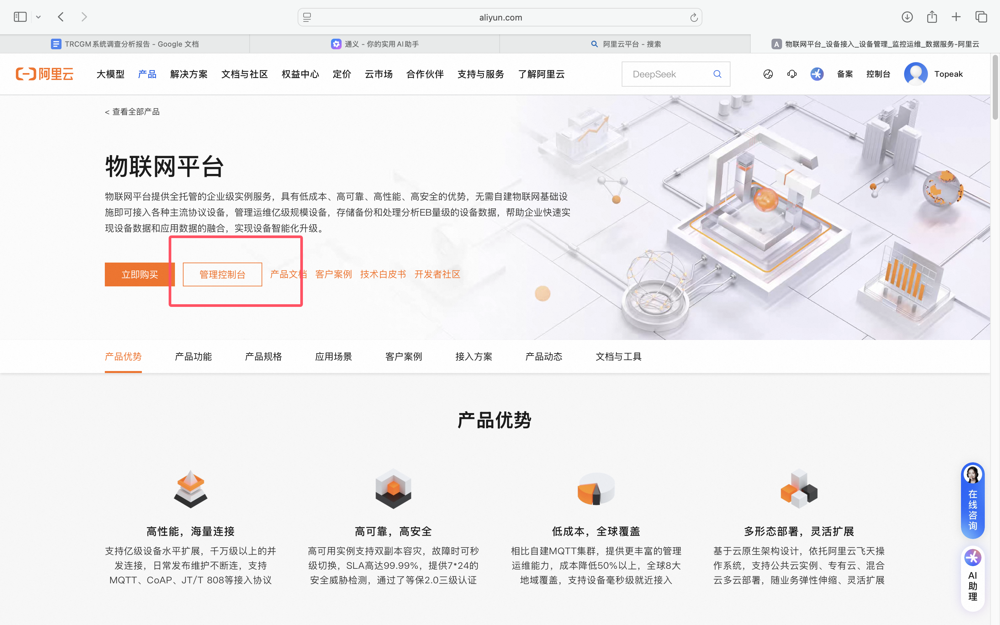 aliyun.com
TRCGM系统调查分析报告 - Google 文档
通义 - 你的实用AI助手
阿里云平台 - 搜索
A 物联网平台_设备接入_设备管理_监控运维_数据服务-阿里云
阿里云 大模型 产品 解决方案 文档与社区 权益中心 定价 云市场 合作伙伴 支持与服务 了解阿里云 DeepSeek 备案 控制台 Topeak
< 查看全部产品
物联网平台
物联网平台提供全托管的企业级实例服务，具有低成本、高可靠、高性能、高安全的优势，无需自建物联网基础设
施即可接入各种主流协议设备，管理运维亿级规模设备，存储备份和处理分析EB量级的设备数据，帮助企业快速实
现设备数据和应用数据的融合，实现设备智能化升级。
立即购买 管理控制台 产品文档 客户案例 技术白皮书 开发者社区
产品优势 产品功能 产品规格 应用场景 客户案例 接入方案 产品动态 文档与工具
产品优势
高性能，海量连接
支持亿级设备水平扩展，千万级以上的并
发连接，日常发布维护不断连，支持
MQTT、CoAP、JT/T 808等接入协议
高可靠，高安全
高可用实例支持双副本容灾，故障时可秒
级切换，SLA高达99.99%，提供7*24的
安全威胁检测，通过了等保2.0三级认证
低成本，全球覆盖
相比自建MQTT集群，提供更丰富的管理
运维能力，成本降低50%以上，全球8大
地域覆盖，支持设备毫秒级就近接入
多形态部署，灵活扩展
基于云原生架构设计，依托阿里云飞天操
作系统，支持公共云实例、专有云、混合
云多云部署，随业务弹性伸缩、灵活扩展
在线咨询
AI助理